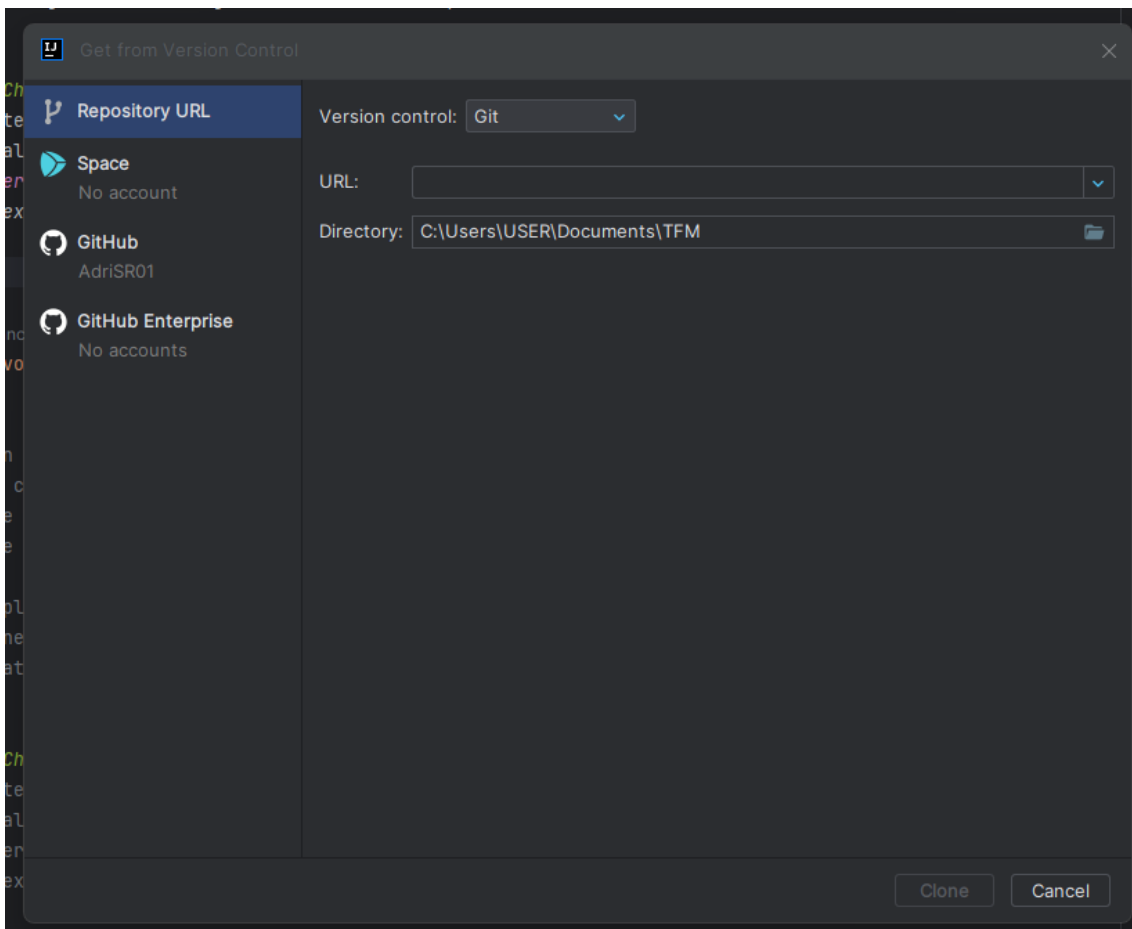 Get from Version Control
Repository URL
Space
No account
GitHub
AdriSR01
GitHub Enterprise
No accounts
Version control: Git
URL:
Directory: C:\Users\USER\Documents\TFM
Clone
Cancel